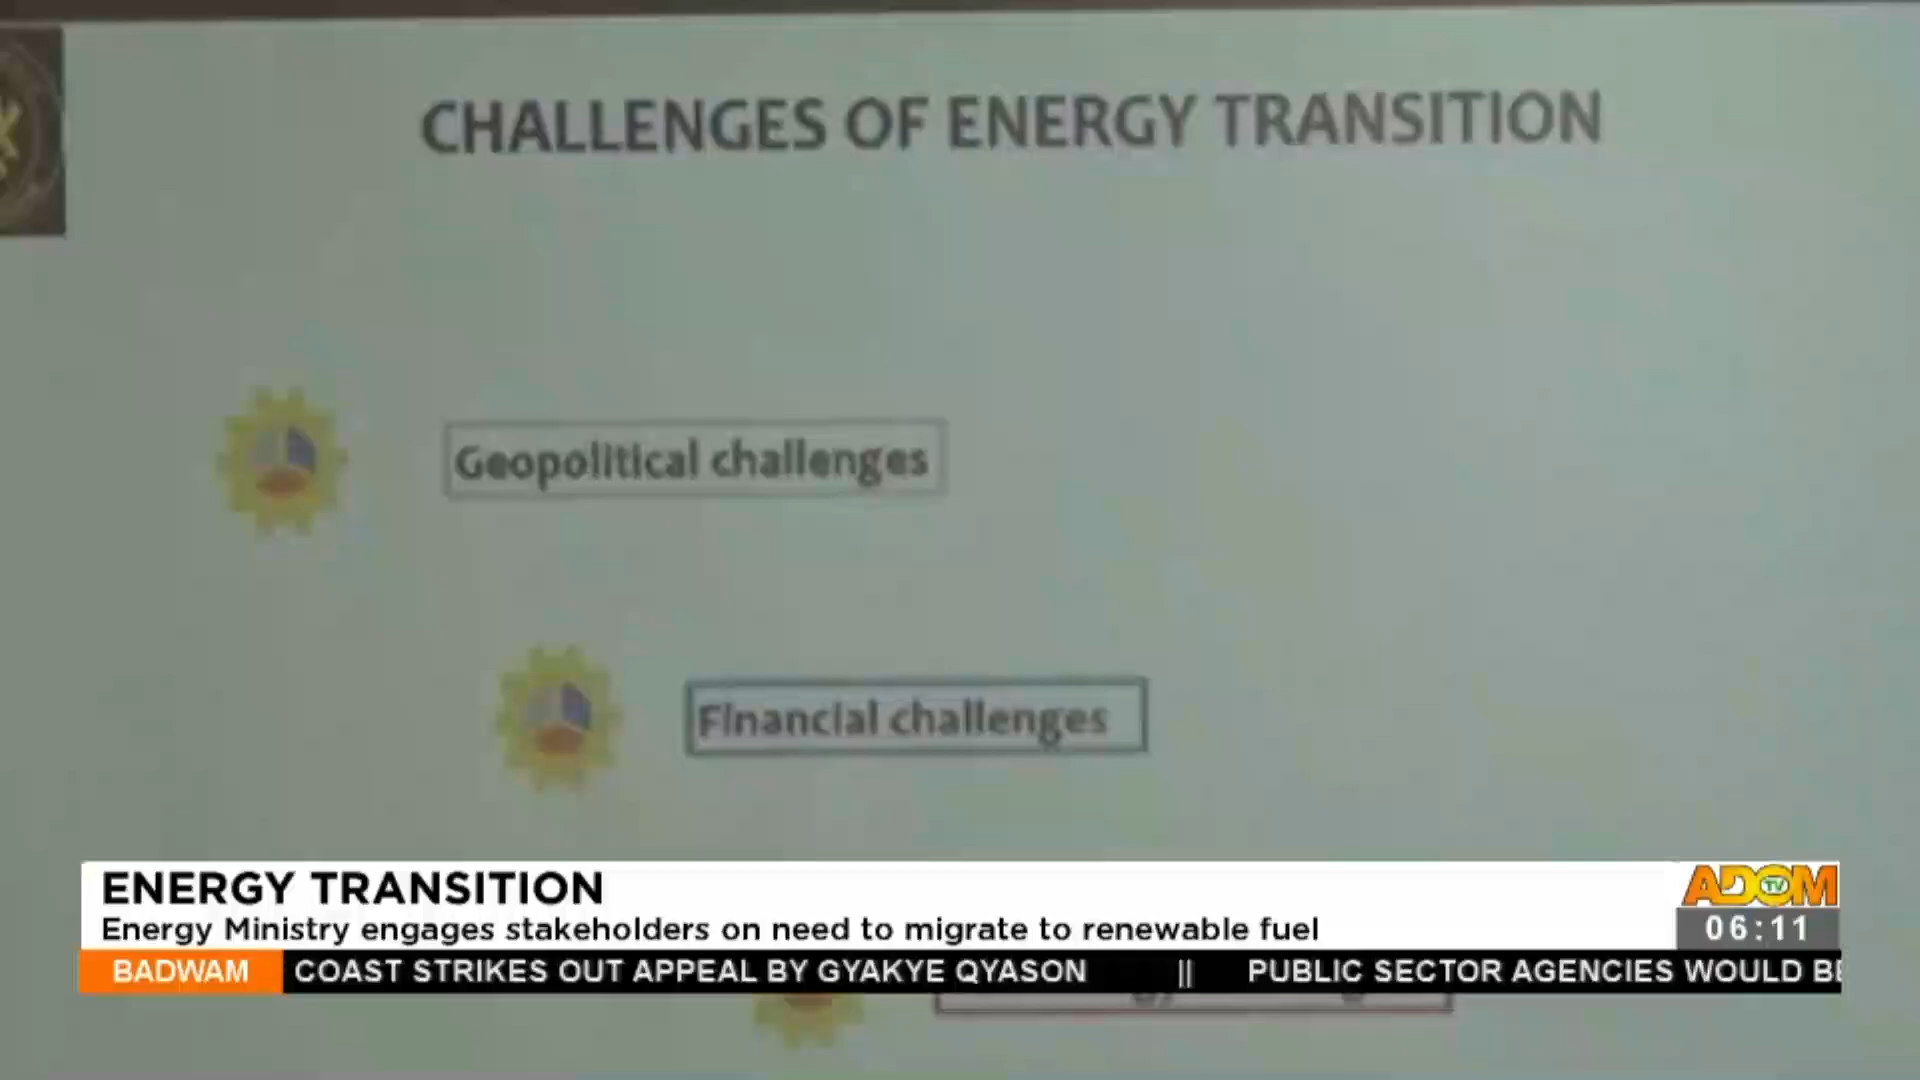 CHALLENGES OF ENERGY TRANSITION
Geopolitical challenges
Financial challenges
ENERGY TRANSITION
Energy Ministry engages stakeholders on need to migrate to renewable fuel
ADOM TV
06:11
BADWAM COAST STRIKES OUT APPEAL BY GYAKYE QYASON || PUBLIC SECTOR AGENCIES WOULD BE